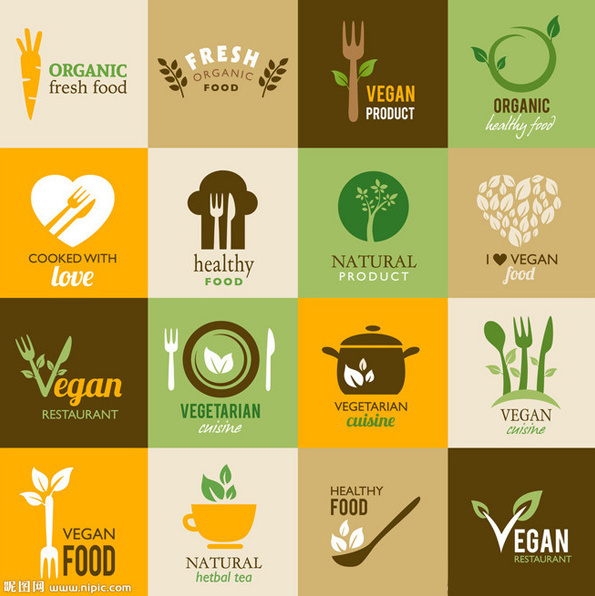 ORGANIC
fresh food
FRESH
ORGANIC
FOOD
VEGAN
PRODUCT
ORGANIC
healthy food
COOKED WITH
love
healthy
FOOD
NATURAL
PRODUCT
I VEGAN
food
Vegan
RESTAURANT
VEGETARIAN
cuisine
VEGETARIAN
cuisine
VEGAN
cuisine
VEGAN
FOOD
NATURAL
hetbal tea
HEALTHY
FOOD
VEGAN
RESTAURANT
昵图网 www.nipic.com